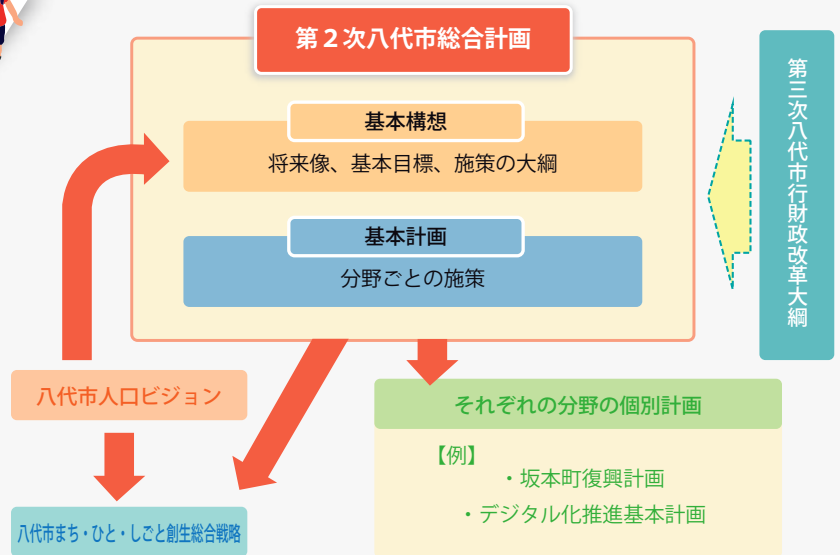 第２次八代市総合計画
基本構想
将来像、基本目標、施策の大綱
基本計画
分野ごとの施策
第三次八代市行財政改革大綱
八代市人口ビジョン
八代市まち・ひと・しごと創生総合戦略
それぞれの分野の個別計画
【例】
・坂本町復興計画
・デジタル化推進基本計画